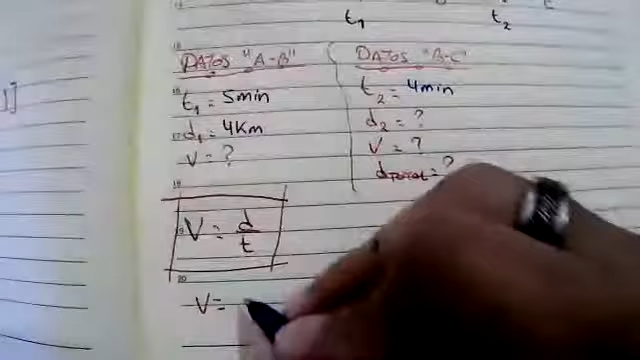 t₁ t₂ t
DATOS "A-B"
t₁ = 5min
d₁ = 4Km
V = ?
DATOS "B-C"
t₂ = 4min
d₂ = ?
V = ?
dTotal = ?
V = d/t
V =